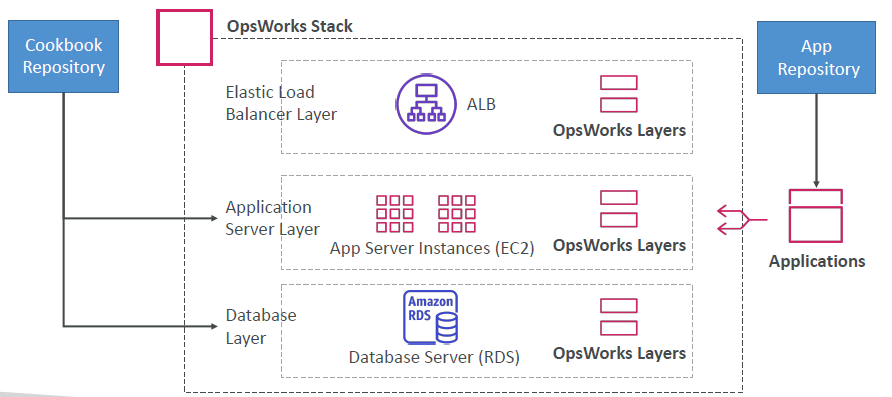 OpsWorks Stack
Cookbook
Repository
App
Repository
Elastic Load
Balancer Layer
ALB
OpsWorks Layers
Application
Server Layer
App Server Instances (EC2)
OpsWorks Layers
Applications
Database
Layer
Amazon
RDS
Database Server (RDS)
OpsWorks Layers